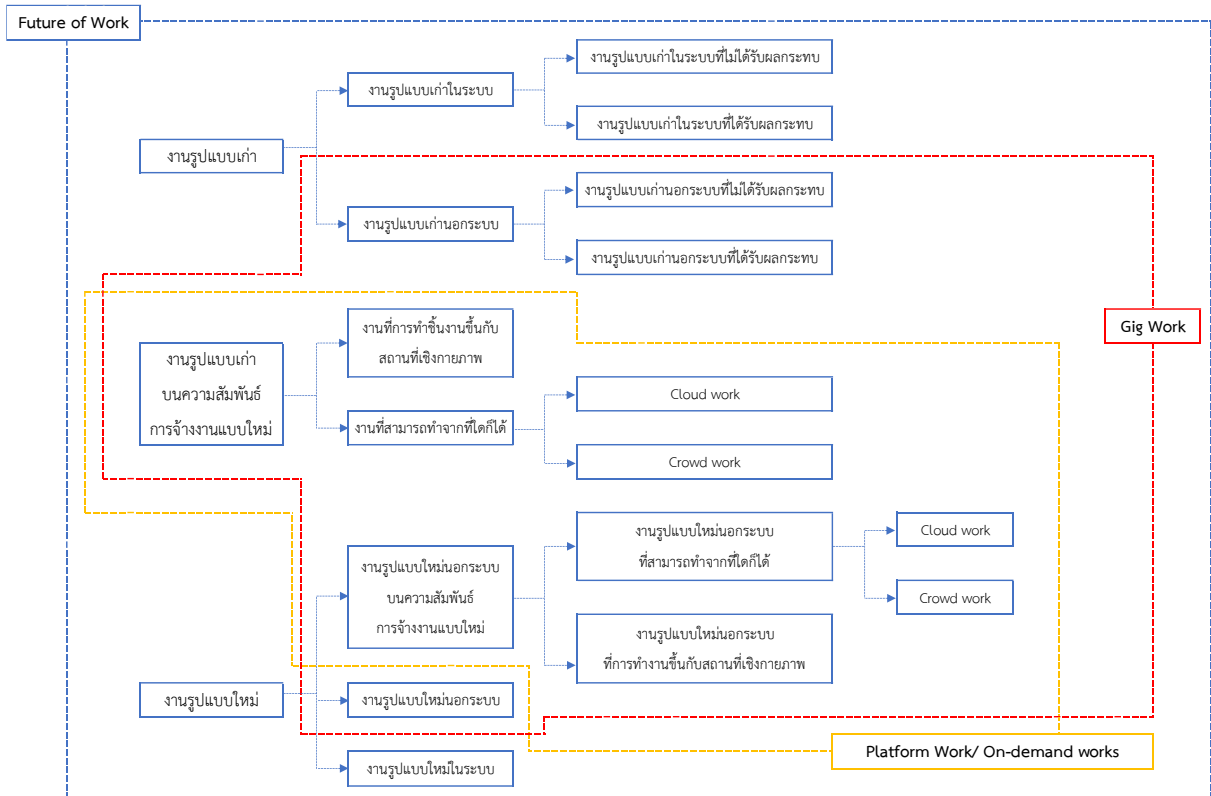 Future of Work
งานรูปแบบเก่า
งานรูปแบบเก่าในระบบ
งานรูปแบบเก่าในระบบที่ไม่ได้รับผลกระทบ
งานรูปแบบเก่าในระบบที่ได้รับผลกระทบ
งานรูปแบบเก่านอกระบบ
งานรูปแบบเก่านอกระบบที่ไม่ได้รับผลกระทบ
งานรูปแบบเก่านอกระบบที่ได้รับผลกระทบ
Gig Work
งานรูปแบบเก่า
บนความสัมพันธ์
การจ้างงานแบบใหม่
งานที่การทำชิ้นงานขึ้นกับ
สถานที่เชิงกายภาพ
งานที่สามารถทำจากที่ใดก็ได้
Cloud work
Crowd work
งานรูปแบบใหม่
งานรูปแบบใหม่นอกระบบ
บนความสัมพันธ์
การจ้างงานแบบใหม่
งานรูปแบบใหม่นอกระบบ
ที่สามารถทำจากที่ใดก็ได้
Cloud work
Crowd work
งานรูปแบบใหม่นอกระบบ
ที่การทำงานขึ้นกับสถานที่เชิงกายภาพ
งานรูปแบบใหม่นอกระบบ
งานรูปแบบใหม่ในระบบ
Platform Work/ On-demand works